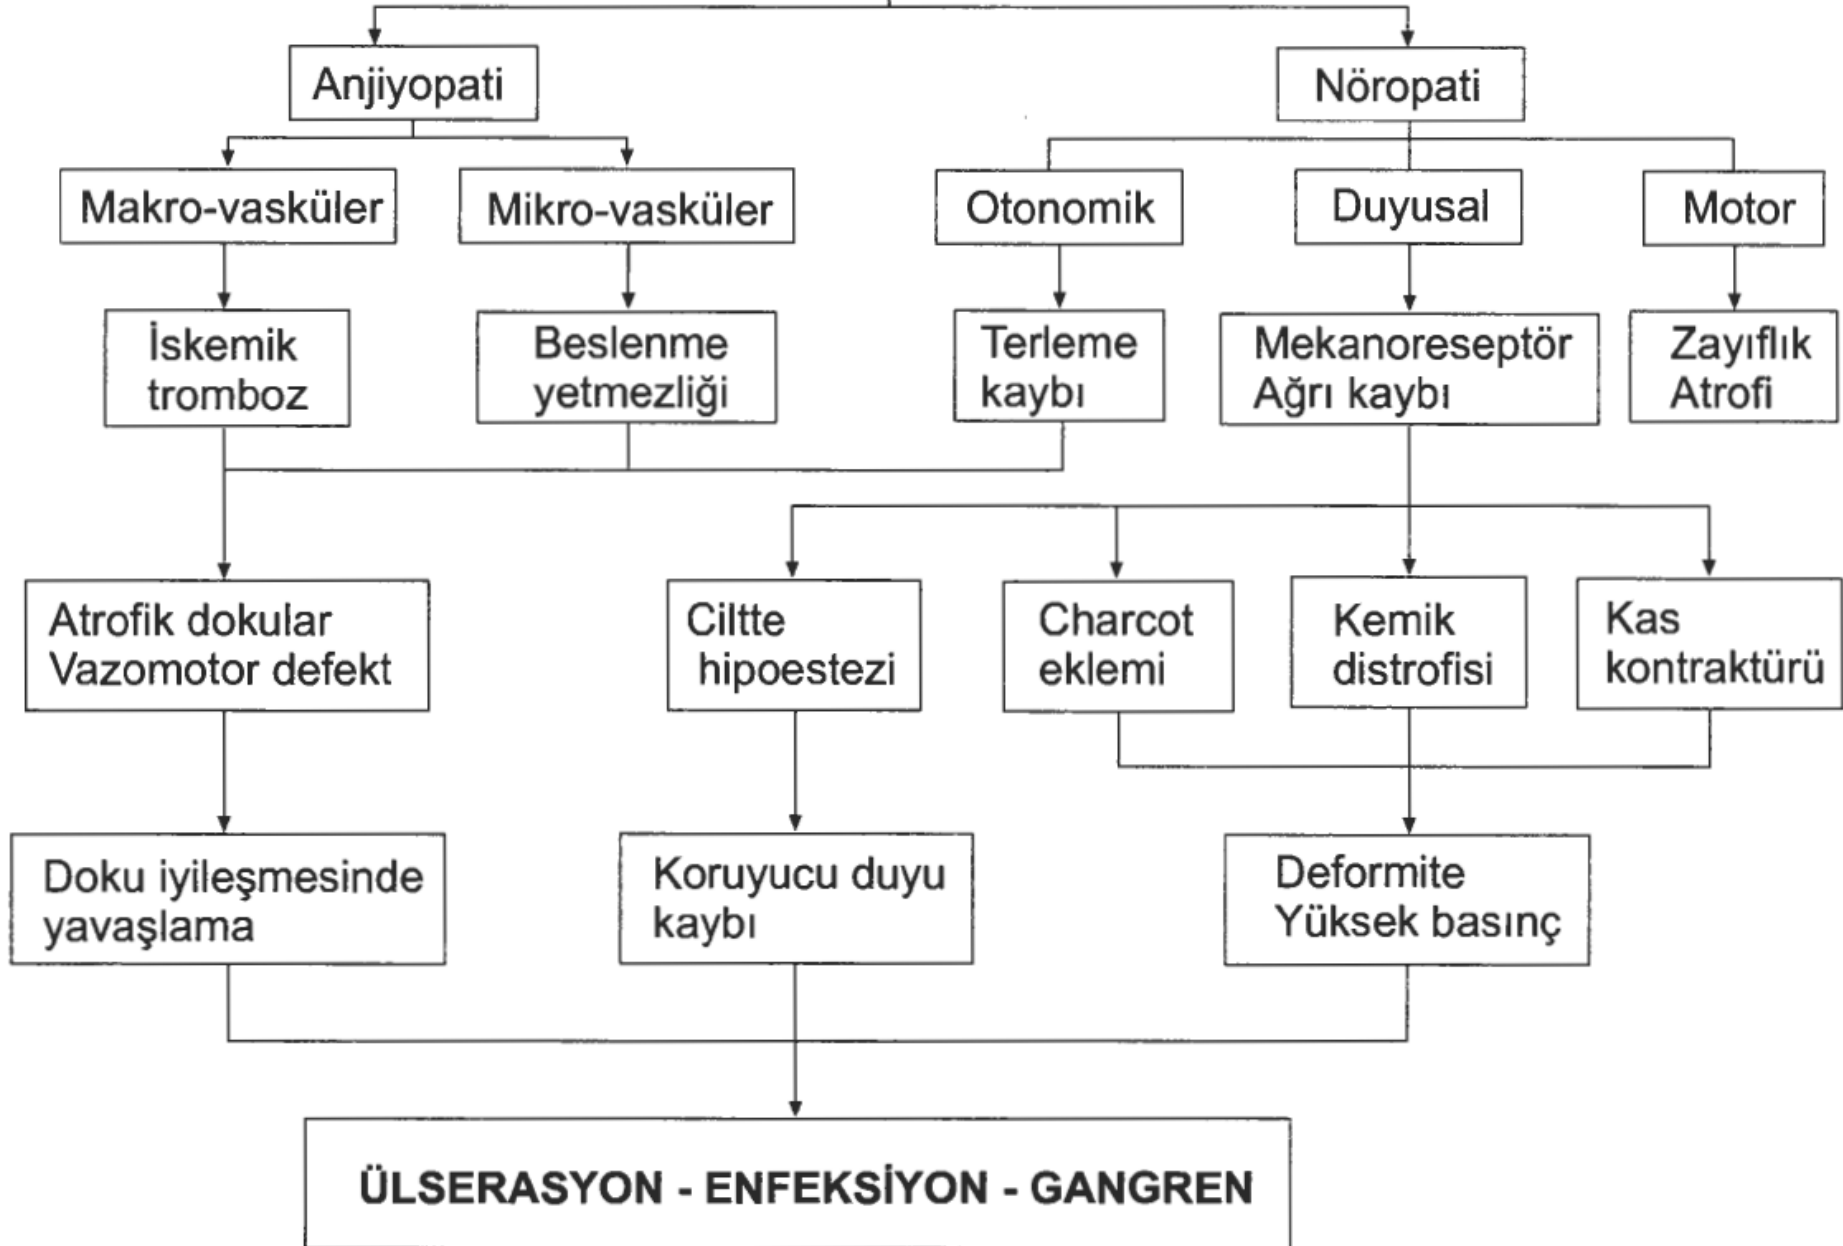 Anjiyopati
Nöropati
Makro-vasküler
Mikro-vasküler
Otonomik
Duyusal
Motor
İskemik
tromboz
Beslenme
yetmezliği
Terleme
kaybı
Mekanoreseptör
Ağrı kaybı
Zayıflık
Atrofi
Atrofik dokular
Vazomotor defekt
Ciltte
hipoestezi
Charcot
eklemi
Kemik
distrofisi
Kas
kontraktürü
Doku iyileşmesinde
yavaşlama
Koruyucu duyu
kaybı
Deformite
Yüksek basınç
ÜLSERASYON - ENFEKSİYON - GANGREN